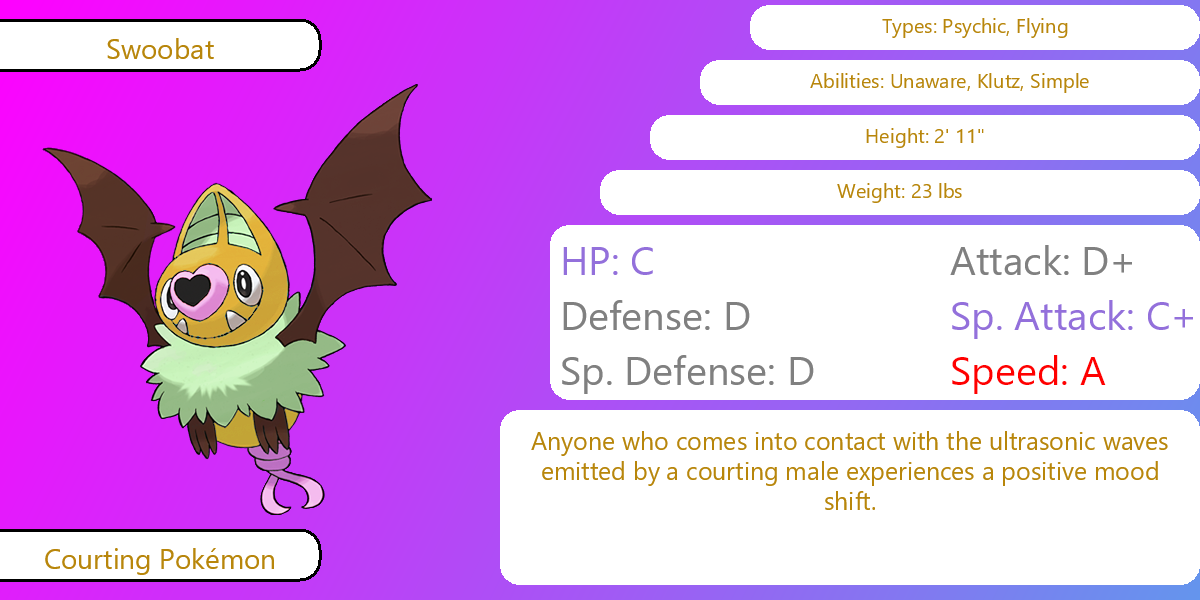 Swoobat
Types: Psychic, Flying
Abilities: Unaware, Klutz, Simple
Height: 2' 11"
Weight: 23 lbs
HP: C
Attack: D+
Defense: D
Sp. Attack: C+
Sp. Defense: D
Speed: A
Anyone who comes into contact with the ultrasonic waves
emitted by a courting male experiences a positive mood
shift.
Courting Pokémon